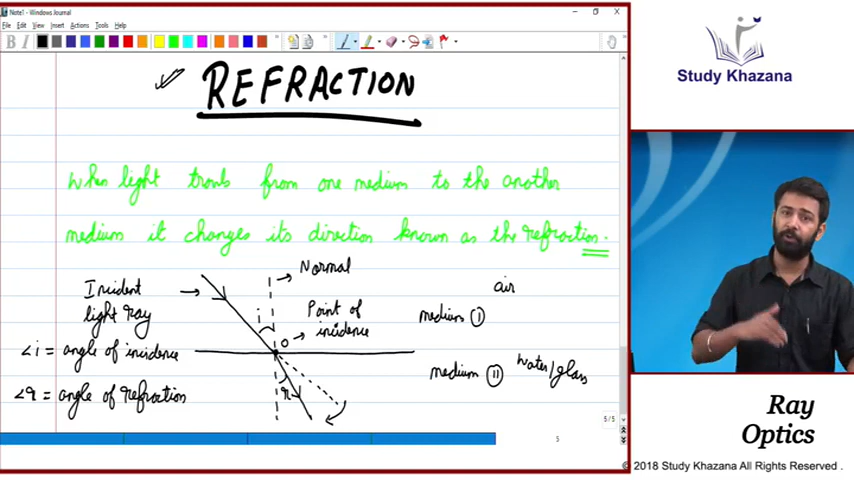 Note1 - Windows Journal
File Edit View Insert Actions Tools Help
B I
Study Khazana
REFRACTION
When light travls from one medium to the another
medium it changes its direction known as the refraction.
Normal
Incident
light ray
i
Point of
incidence
O
air
medium I
∠i = angle of incidence
medium II water/glass
∠r = angle of refraction
r
5/5
5
Ray
Optics
© 2018 Study Khazana All Rights Reserved .